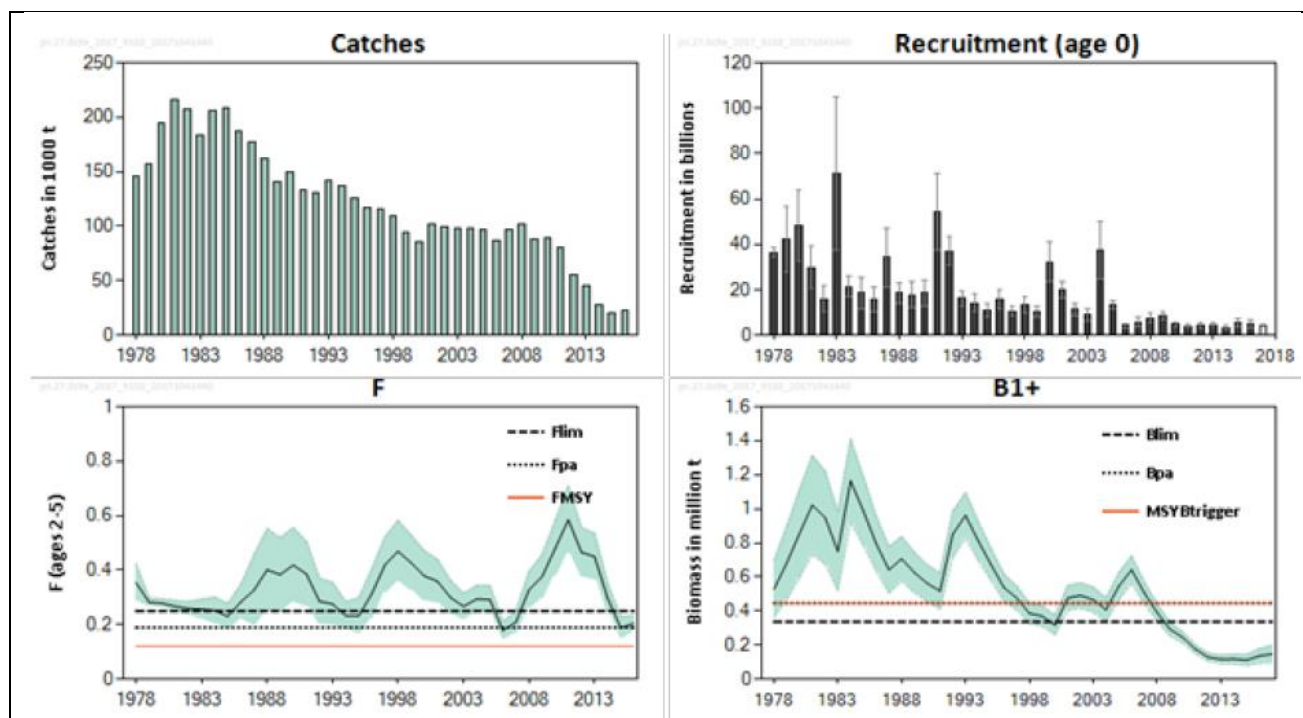 Catches
Catches in 1000 t
250
200
150
100
50
0
1978 1983 1988 1993 1998 2003 2008 2013
Recruitment (age 0)
Recruitment in billions
120
100
80
60
40
20
0
1978 1983 1988 1993 1998 2003 2008 2013 2018
F
F (ages 2-5)
1
0.8
0.6
0.4
0.2
0
Flim
Fpa
FMSY
1978 1983 1988 1993 1998 2003 2008 2013
B1+
Biomass in million t
1.6
1.4
1.2
1.0
0.8
0.6
0.4
0.2
0
Blim
Bpa
MSYBtrigger
1978 1983 1988 1993 1998 2003 2008 2013